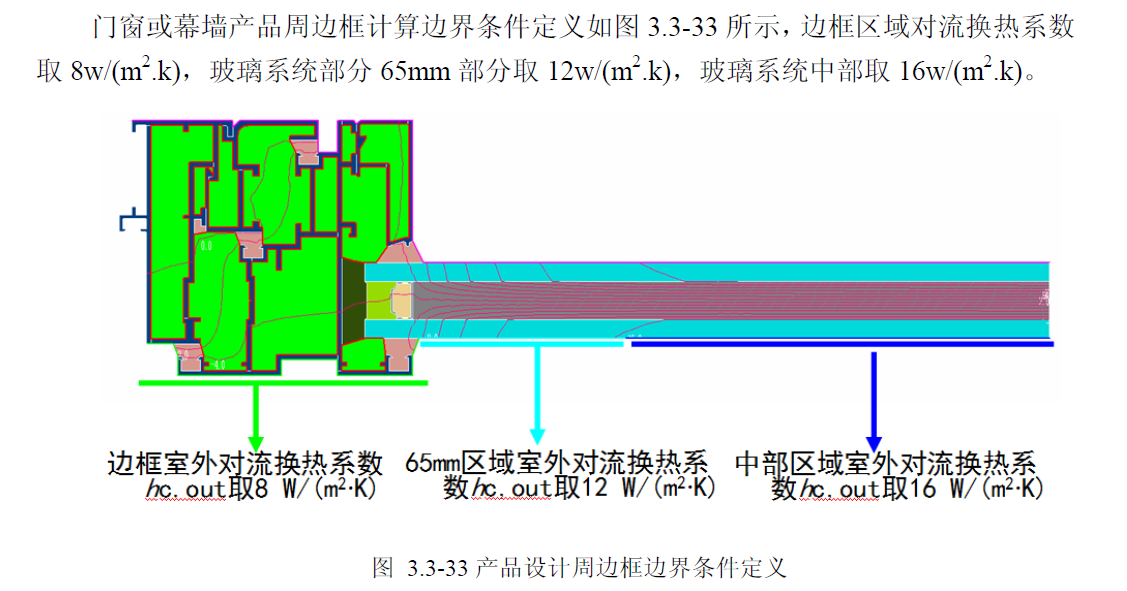 门窗或幕墙产品周边框计算边界条件定义如图 3.3-33 所示，边框区域对流换热系数
取 8w/(m².k)，玻璃系统部分 65mm 部分取 12w/(m².k)，玻璃系统中部取 16w/(m².k)。
0.0
-4.0
边框室外对流换热系数
hc.out取8 W/(m²·K)
65mm区域室外对流换热系
数hc.out取12 W/(m²·K)
中部区域室外对流换热系
数hc.out取16 W/(m²·K)
图 3.3-33 产品设计周边框边界条件定义